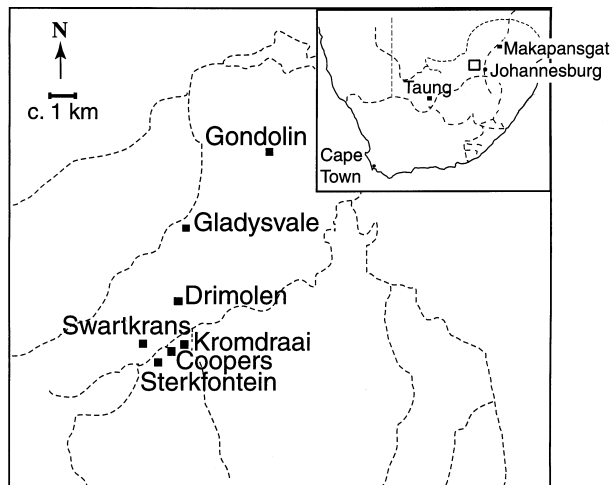 N
c. 1 km
Makapansgat
Johannesburg
Taung
Cape
Town
Gondolin
Gladysvale
Drimolen
Swartkrans
Kromdraai
Coopers
Sterkfontein